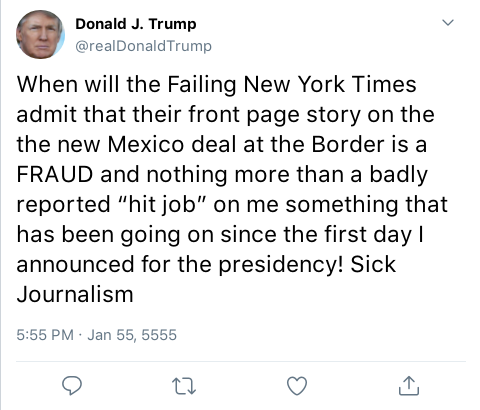 Donald J. Trump
@realDonaldTrump
When will the Failing New York Times
admit that their front page story on the
the new Mexico deal at the Border is a
FRAUD and nothing more than a badly
reported “hit job” on me something that
has been going on since the first day I
announced for the presidency! Sick
Journalism
5:55 PM · Jan 55, 5555